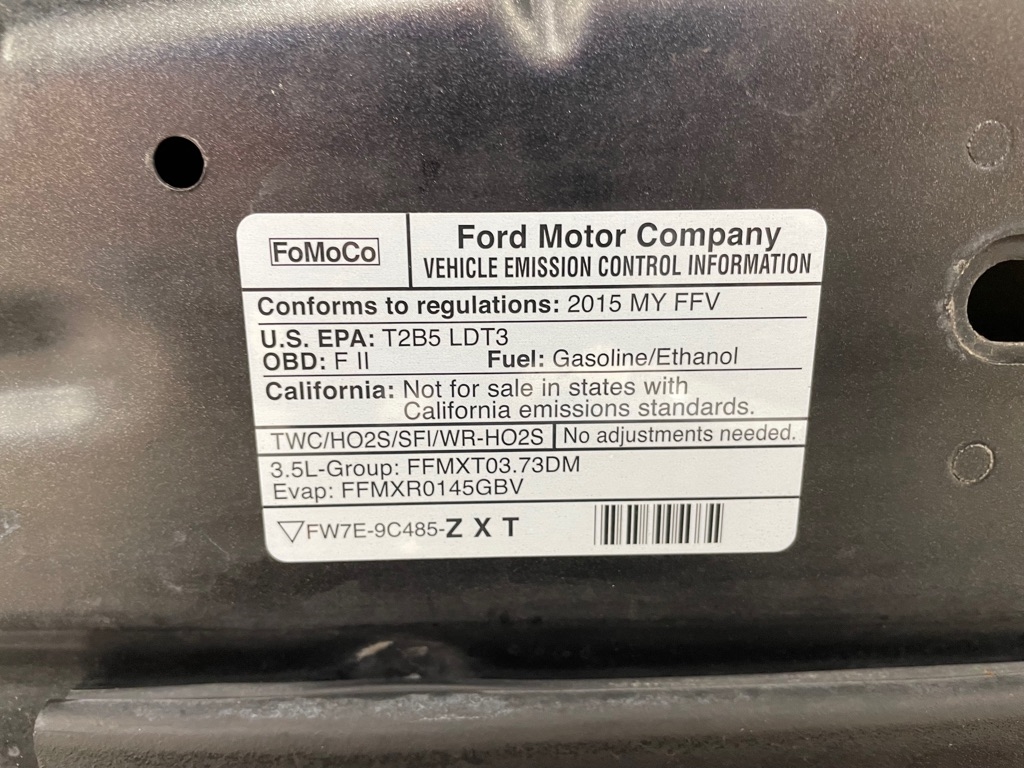 FoMoCo
Ford Motor Company
VEHICLE EMISSION CONTROL INFORMATION
Conforms to regulations: 2015 MY FFV
U.S. EPA: T2B5 LDT3
OBD: F II Fuel: Gasoline/Ethanol
California: Not for sale in states with
California emissions standards.
TWC/HO2S/SFI/WR-HO2S No adjustments needed.
3.5L-Group: FFMXT03.73DM
Evap: FFMXR0145GBV
FW7E-9C485-Z X T